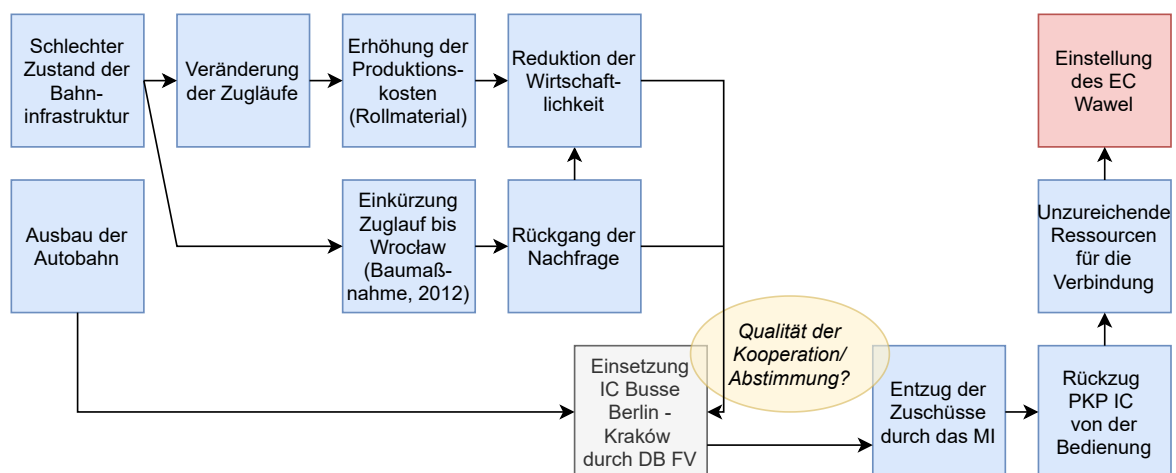 Schlechter
Zustand der
Bahn-
infrastruktur
Veränderung
der Zugläufe
Erhöhung der
Produktions-
kosten
(Rollmaterial)
Reduktion der
Wirtschaft-
lichkeit
Einstellung
des EC
Wawel
Ausbau der
Autobahn
Einkürzung
Zuglauf bis
Wrocław
(Baumaß-
nahme, 2012)
Rückgang der
Nachfrage
Unzureichende
Ressourcen
für die
Verbindung
Qualität der
Kooperation/
Abstimmung?
Einsetzung
IC Busse
Berlin -
Kraków
durch DB FV
Entzug der
Zuschüsse
durch das MI
Rückzug
PKP IC
von der
Bedienung